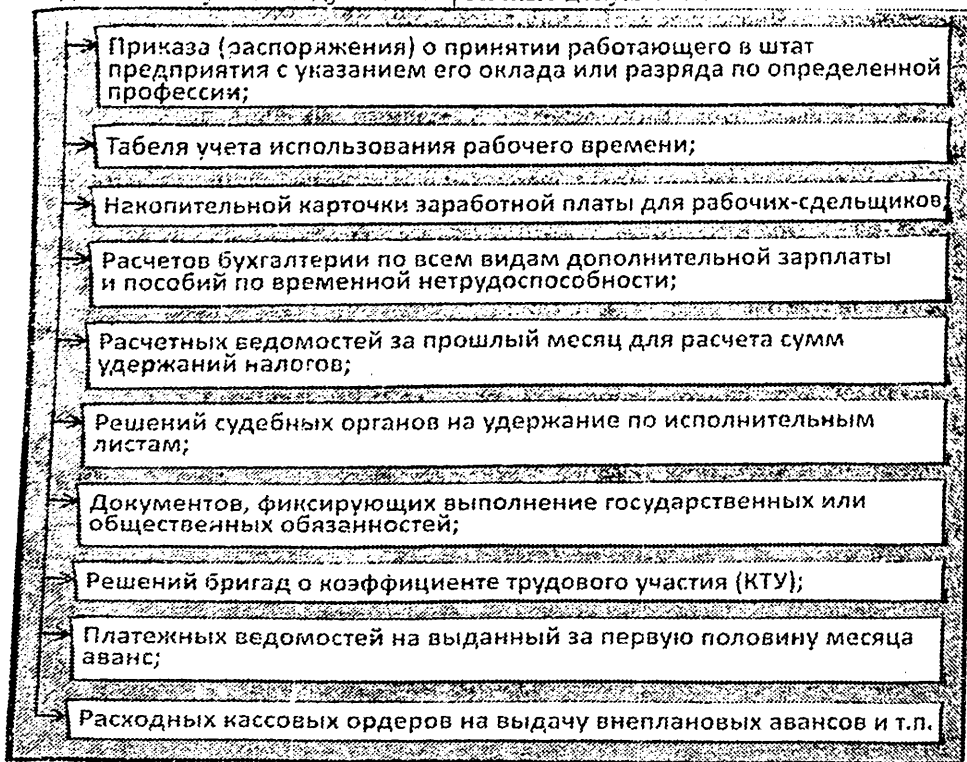 Приказа (распоряжения) о принятии работающего в штат
предприятия с указанием его оклада или разряда по определенной
профессии;
Табеля учета использования рабочего времени;
Накопительной карточки заработной платы для рабочих-сдельщиков;
Расчетов бухгалтерии по всем видам дополнительной зарплаты
и пособий по временной нетрудоспособности;
Расчетных ведомостей за прошлый месяц для расчета сумм
удержаний налогов;
Решений судебных органов на удержание по исполнительным
листам;
Документов, фиксирующих выполнение государственных или
общественных обязанностей;
Решений бригад о коэффициенте трудового участия (КТУ);
Платежных ведомостей на выданный за первую половину месяца
аванс;
Расходных кассовых ордеров на выдачу внеплановых авансов и т.п.